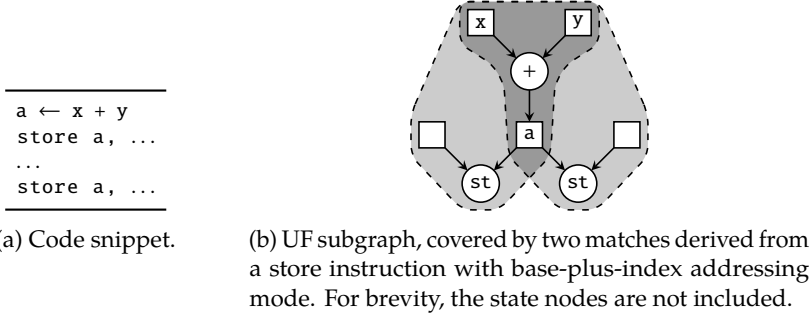 a ← x + y
store a, ...
...
store a, ...
(a) Code snippet.
x
y
+
a
st
st
(b) UF subgraph, covered by two matches derived from
a store instruction with base-plus-index addressing
mode. For brevity, the state nodes are not included.